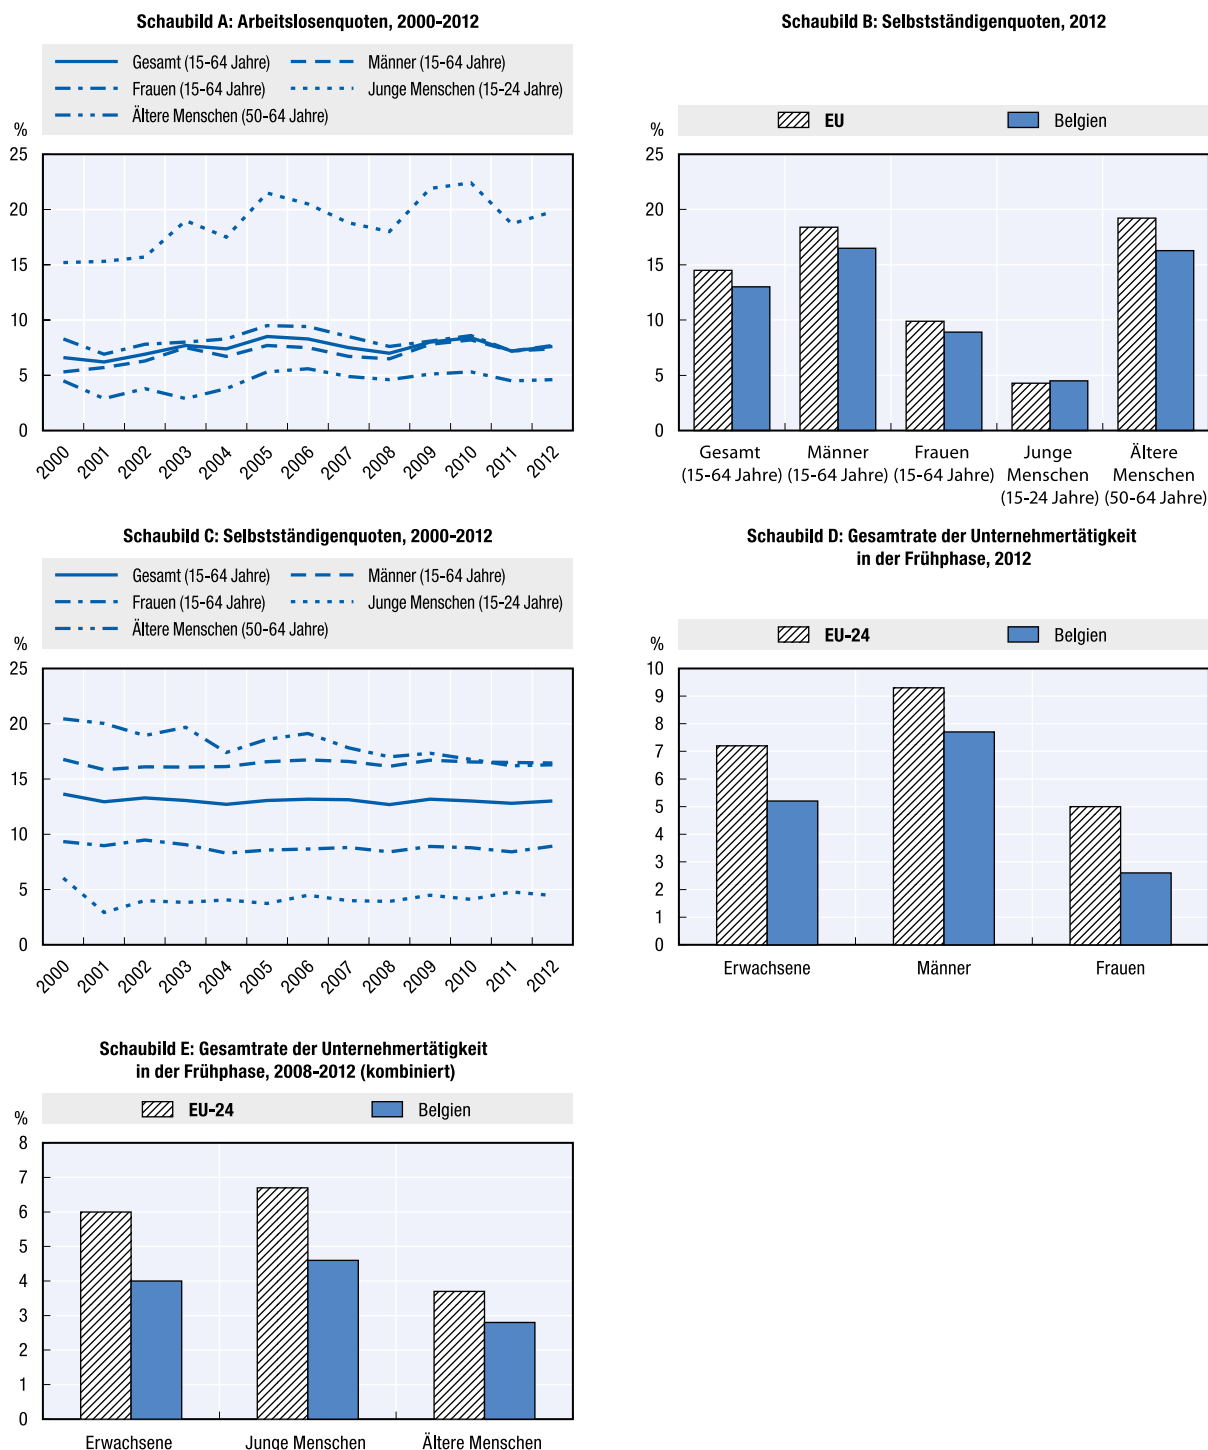 Schaubild A: Arbeitslosenquoten, 2000-2012
Gesamt (15-64 Jahre)
Männer (15-64 Jahre)
Frauen (15-64 Jahre)
Junge Menschen (15-24 Jahre)
Ältere Menschen (50-64 Jahre)
%
25
20
15
10
5
0
2000
2001
2002
2003
2004
2005
2006
2007
2008
2009
2010
2011
2012
Schaubild B: Selbstständigenquoten, 2012
EU
Belgien
%
25
20
15
10
5
0
Gesamt
(15-64 Jahre)
Männer
(15-64 Jahre)
Frauen
(15-64 Jahre)
Junge
Menschen
(15-24 Jahre)
Ältere
Menschen
(50-64 Jahre)
Schaubild C: Selbstständigenquoten, 2000-2012
Gesamt (15-64 Jahre)
Männer (15-64 Jahre)
Frauen (15-64 Jahre)
Junge Menschen (15-24 Jahre)
Ältere Menschen (50-64 Jahre)
%
25
20
15
10
5
0
2000
2001
2002
2003
2004
2005
2006
2007
2008
2009
2010
2011
2012
Schaubild D: Gesamtrate der Unternehmertätigkeit
in der Frühphase, 2012
EU-24
Belgien
%
10
9
8
7
6
5
4
3
2
1
0
Erwachsene
Männer
Frauen
Schaubild E: Gesamtrate der Unternehmertätigkeit
in der Frühphase, 2008-2012 (kombiniert)
EU-24
Belgien
%
8
7
6
5
4
3
2
1
0
Erwachsene
Junge Menschen
Ältere Menschen